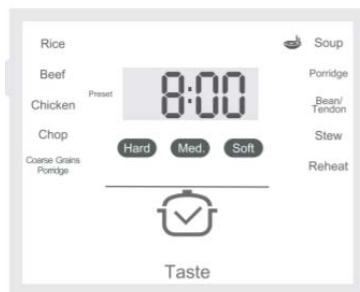 Rice
Beef
Chicken
Chop
Coarse Grains
Porridge
Preset
8:00
Hard
Med.
Soft
Soup
Porridge
Bean/
Tendon
Stew
Reheat
Taste